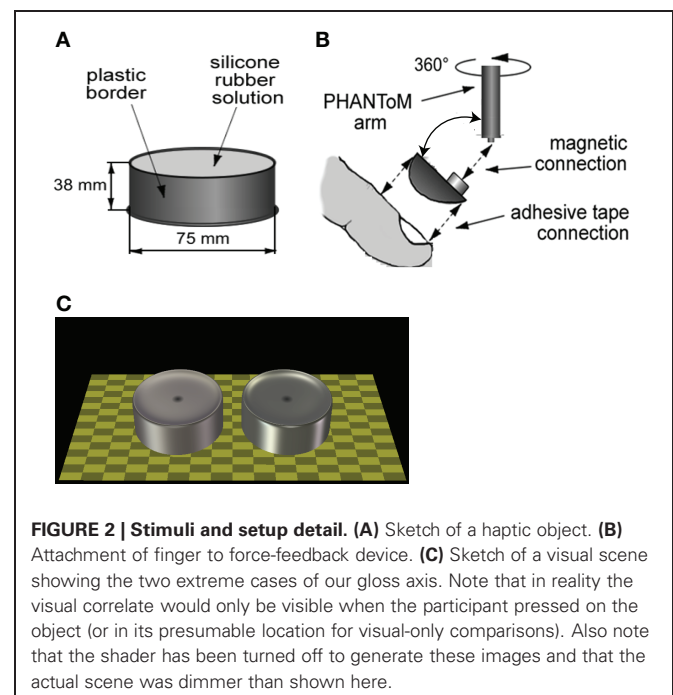 A
plastic
border
silicone
rubber
solution
38 mm
75 mm
B
360°
PHANToM
arm
magnetic
connection
adhesive tape
connection
C
FIGURE 2 | Stimuli and setup detail. (A) Sketch of a haptic object. (B)
Attachment of finger to force-feedback device. (C) Sketch of a visual scene
showing the two extreme cases of our gloss axis. Note that in reality the
visual correlate would only be visible when the participant pressed on the
object (or in its presumable location for visual-only comparisons). Also note
that the shader has been turned off to generate these images and that the
actual scene was dimmer than shown here.